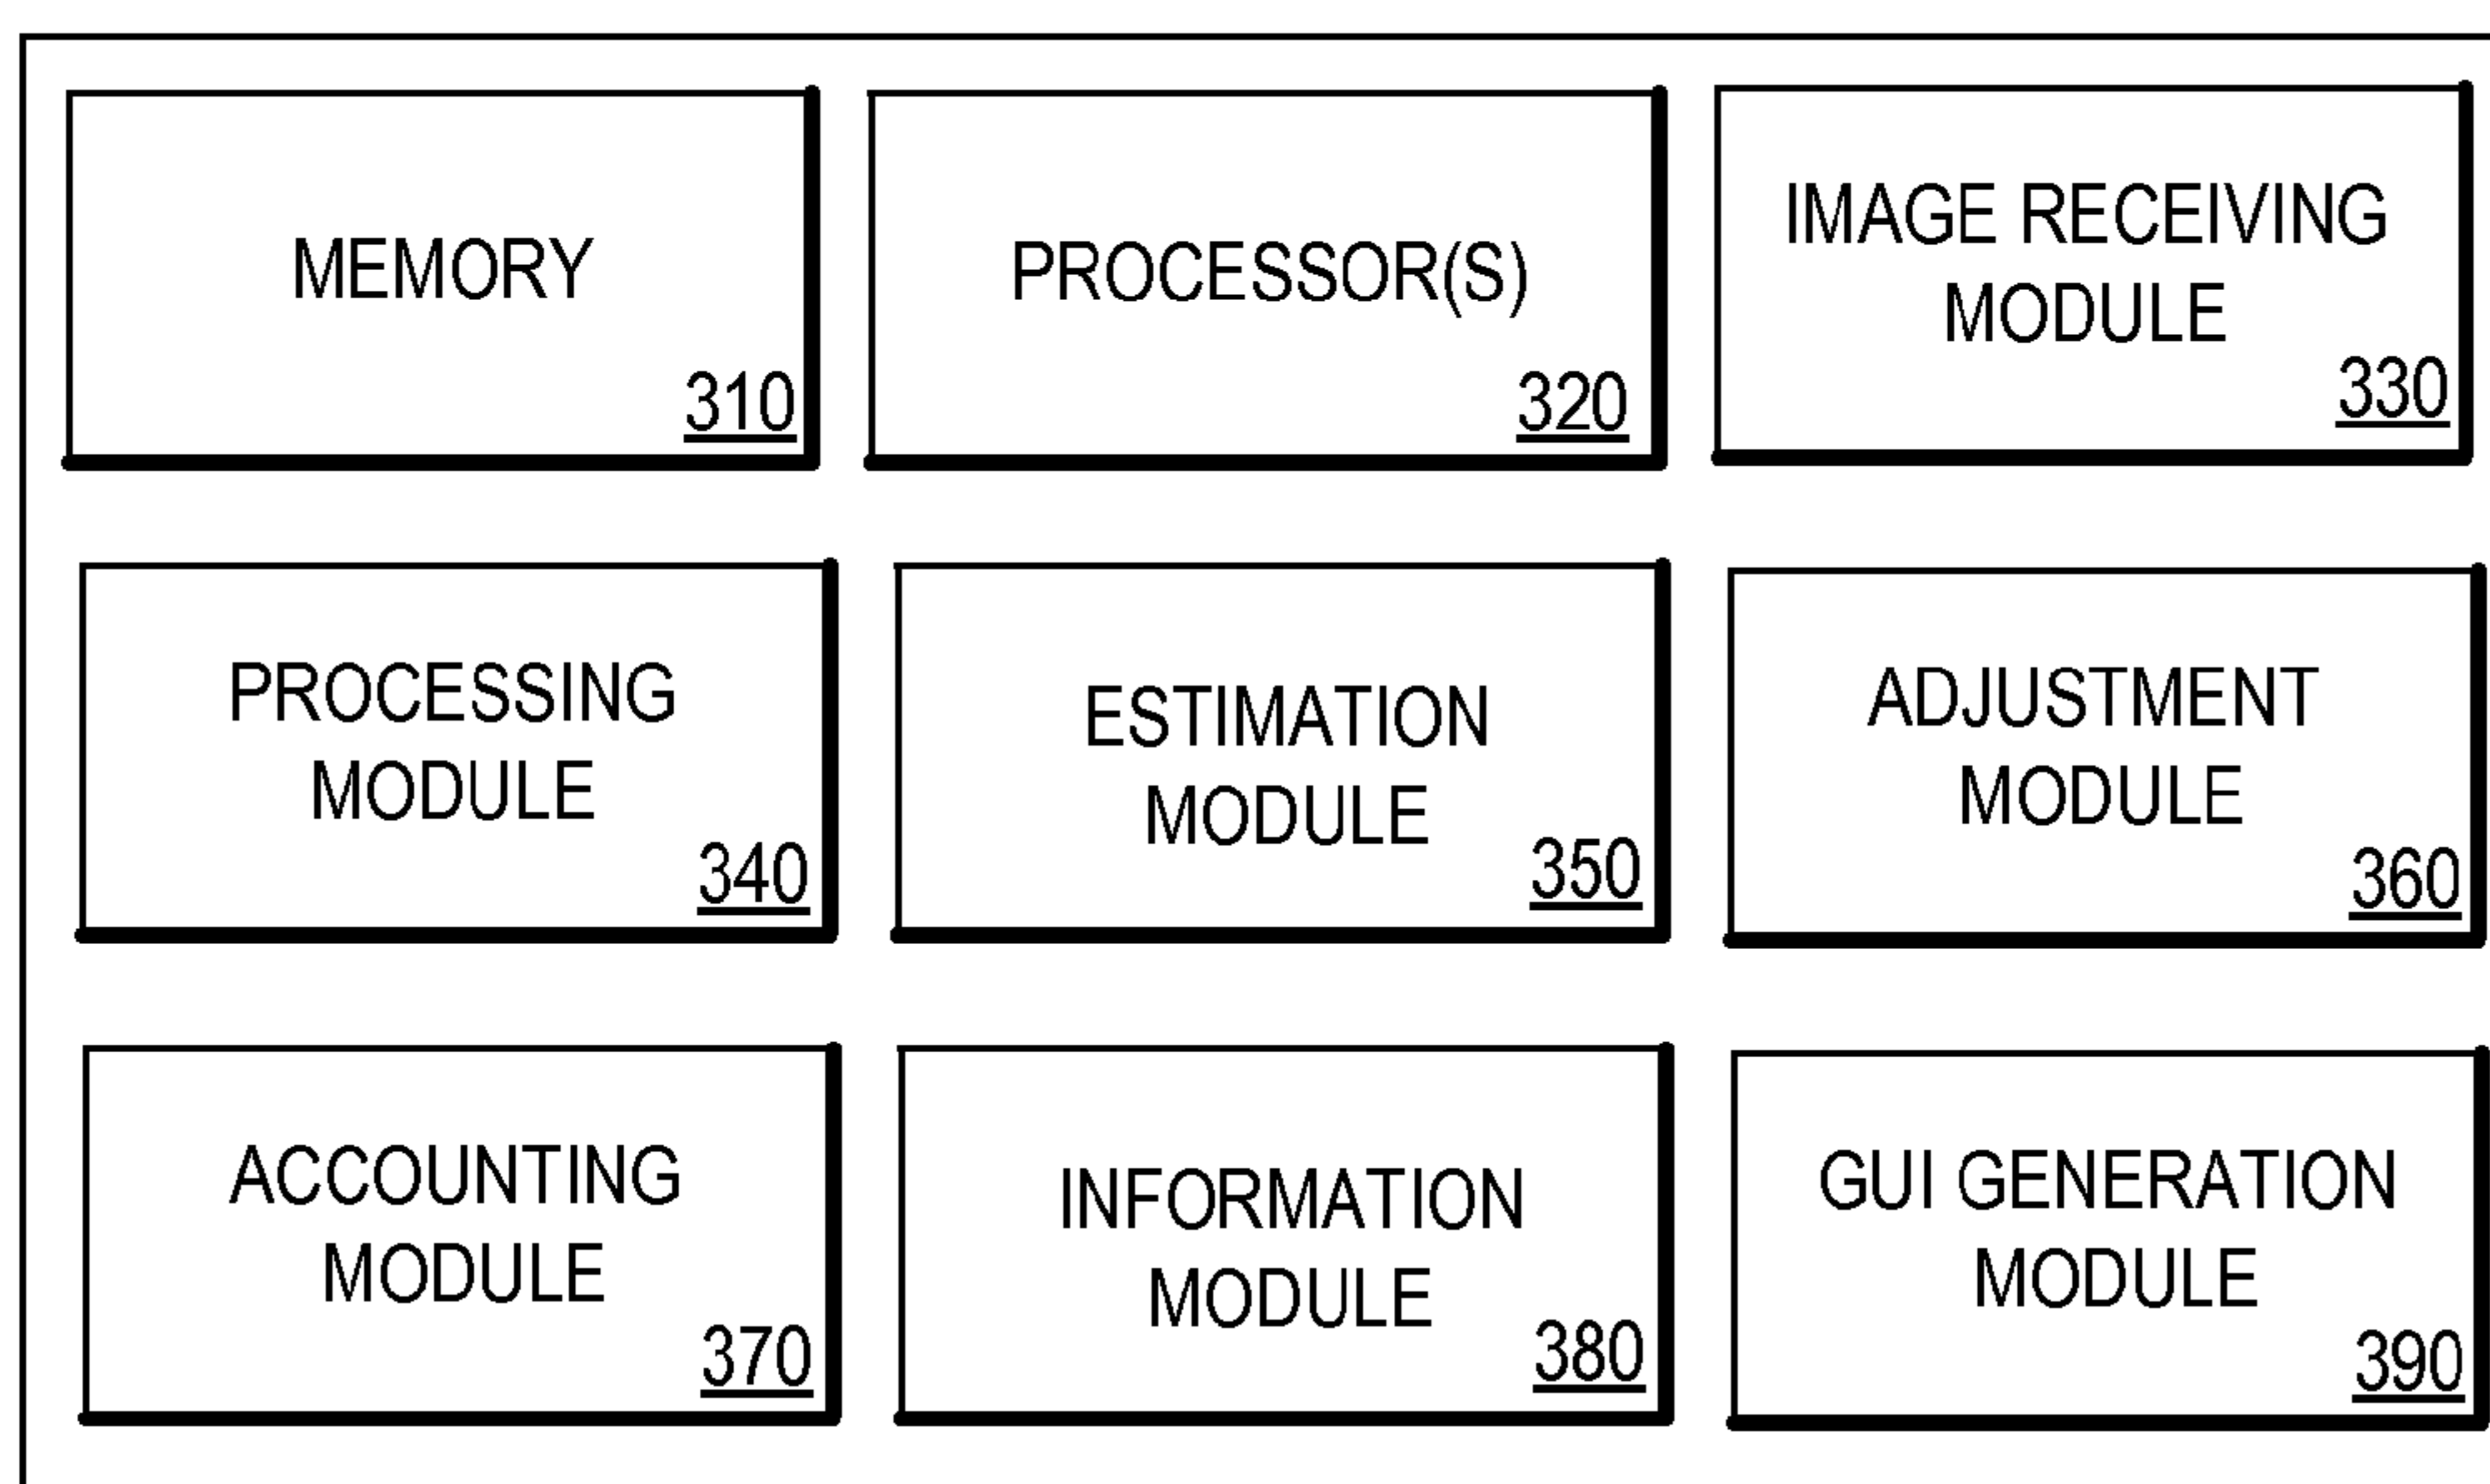 MEMORY
310
PROCESSOR(S)
320
IMAGE RECEIVING
MODULE
330
PROCESSING
MODULE
340
ESTIMATION
MODULE
350
ADJUSTMENT
MODULE
360
ACCOUNTING
MODULE
370
INFORMATION
MODULE
380
GUI GENERATION
MODULE
390